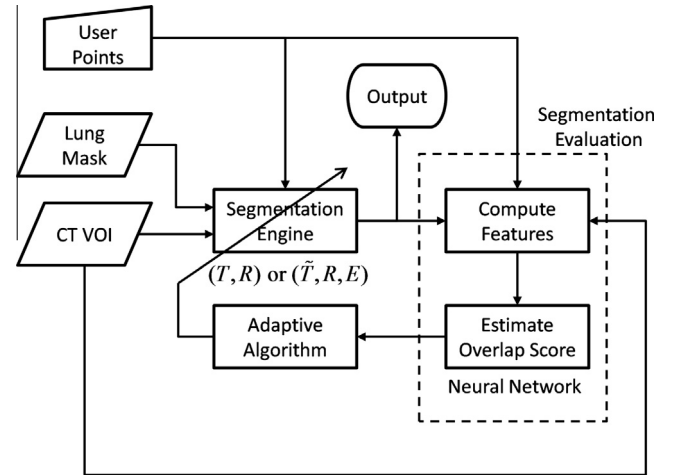 User
Points
Lung
Mask
CT VOI
Output
Segmentation
Evaluation
Segmentation
Engine
Compute
Features
(T, R) or (T̃, R, E)
Adaptive
Algorithm
Estimate
Overlap Score
Neural Network